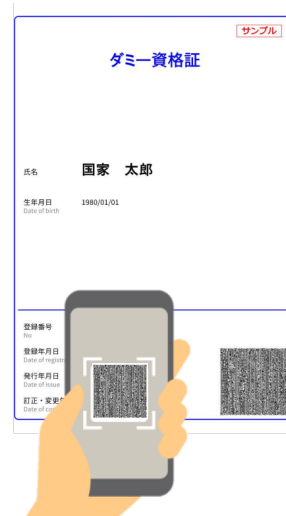 サンプル
ダミー資格証
氏名
国家　太郎
生年月日
1980/01/01
Date of birth
登録番号
No
登録年月日
Date of
発行年月日
Date of issue
訂正・変更
Date of